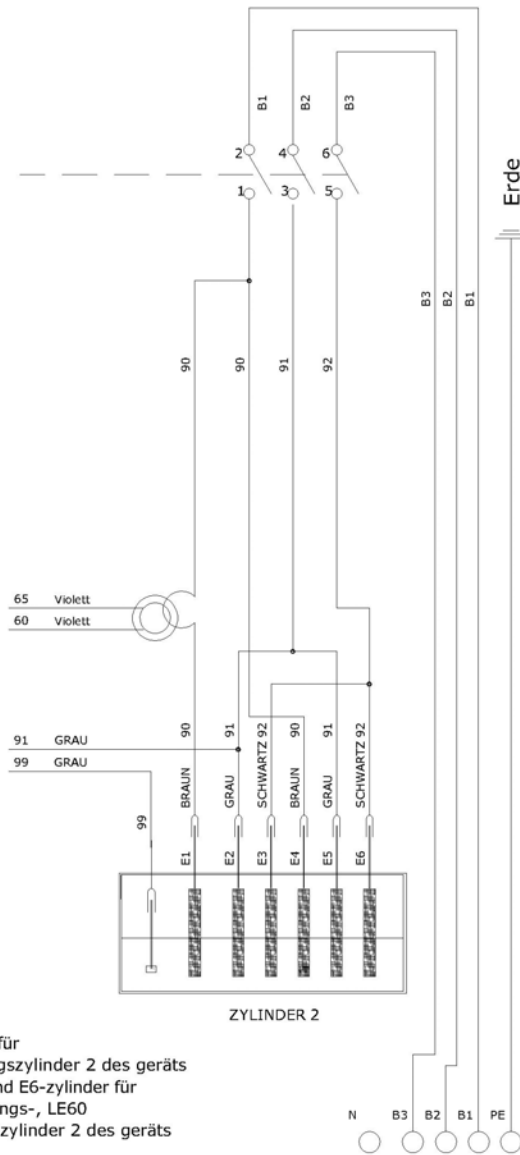 B1
B2
B3
2
4
6
1
3
5
Erde
B3
B2
B1
90
90
91
92
65 Violett
60 Violett
91 GRAU
99 GRAU
99
BRAUN 90
GRAU 91
SCHWARTZ 92
BRAUN 90
GRAU 91
SCHWARTZ 92
E1
E2
E3
E4
E5
E6
ZYLINDER 2
für
gszylinder 2 des geräts
nd E6-zylinder für
ngs-, LE60
zylinder 2 des geräts
N B3 B2 B1 PE